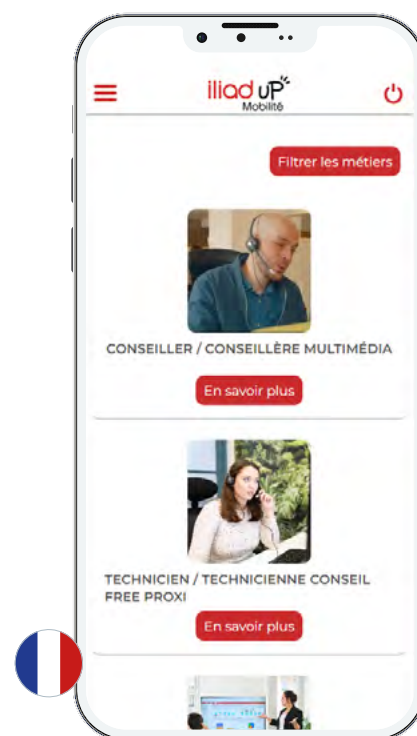 iliad uP
Mobilité
Filtrer les métiers
CONSEILLER / CONSEILLÈRE MULTIMÉDIA
En savoir plus
TECHNICIEN / TECHNICIENNE CONSEIL
FREE PROXI
En savoir plus